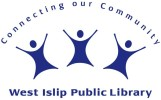 Connecting our Community
West Islip Public Library